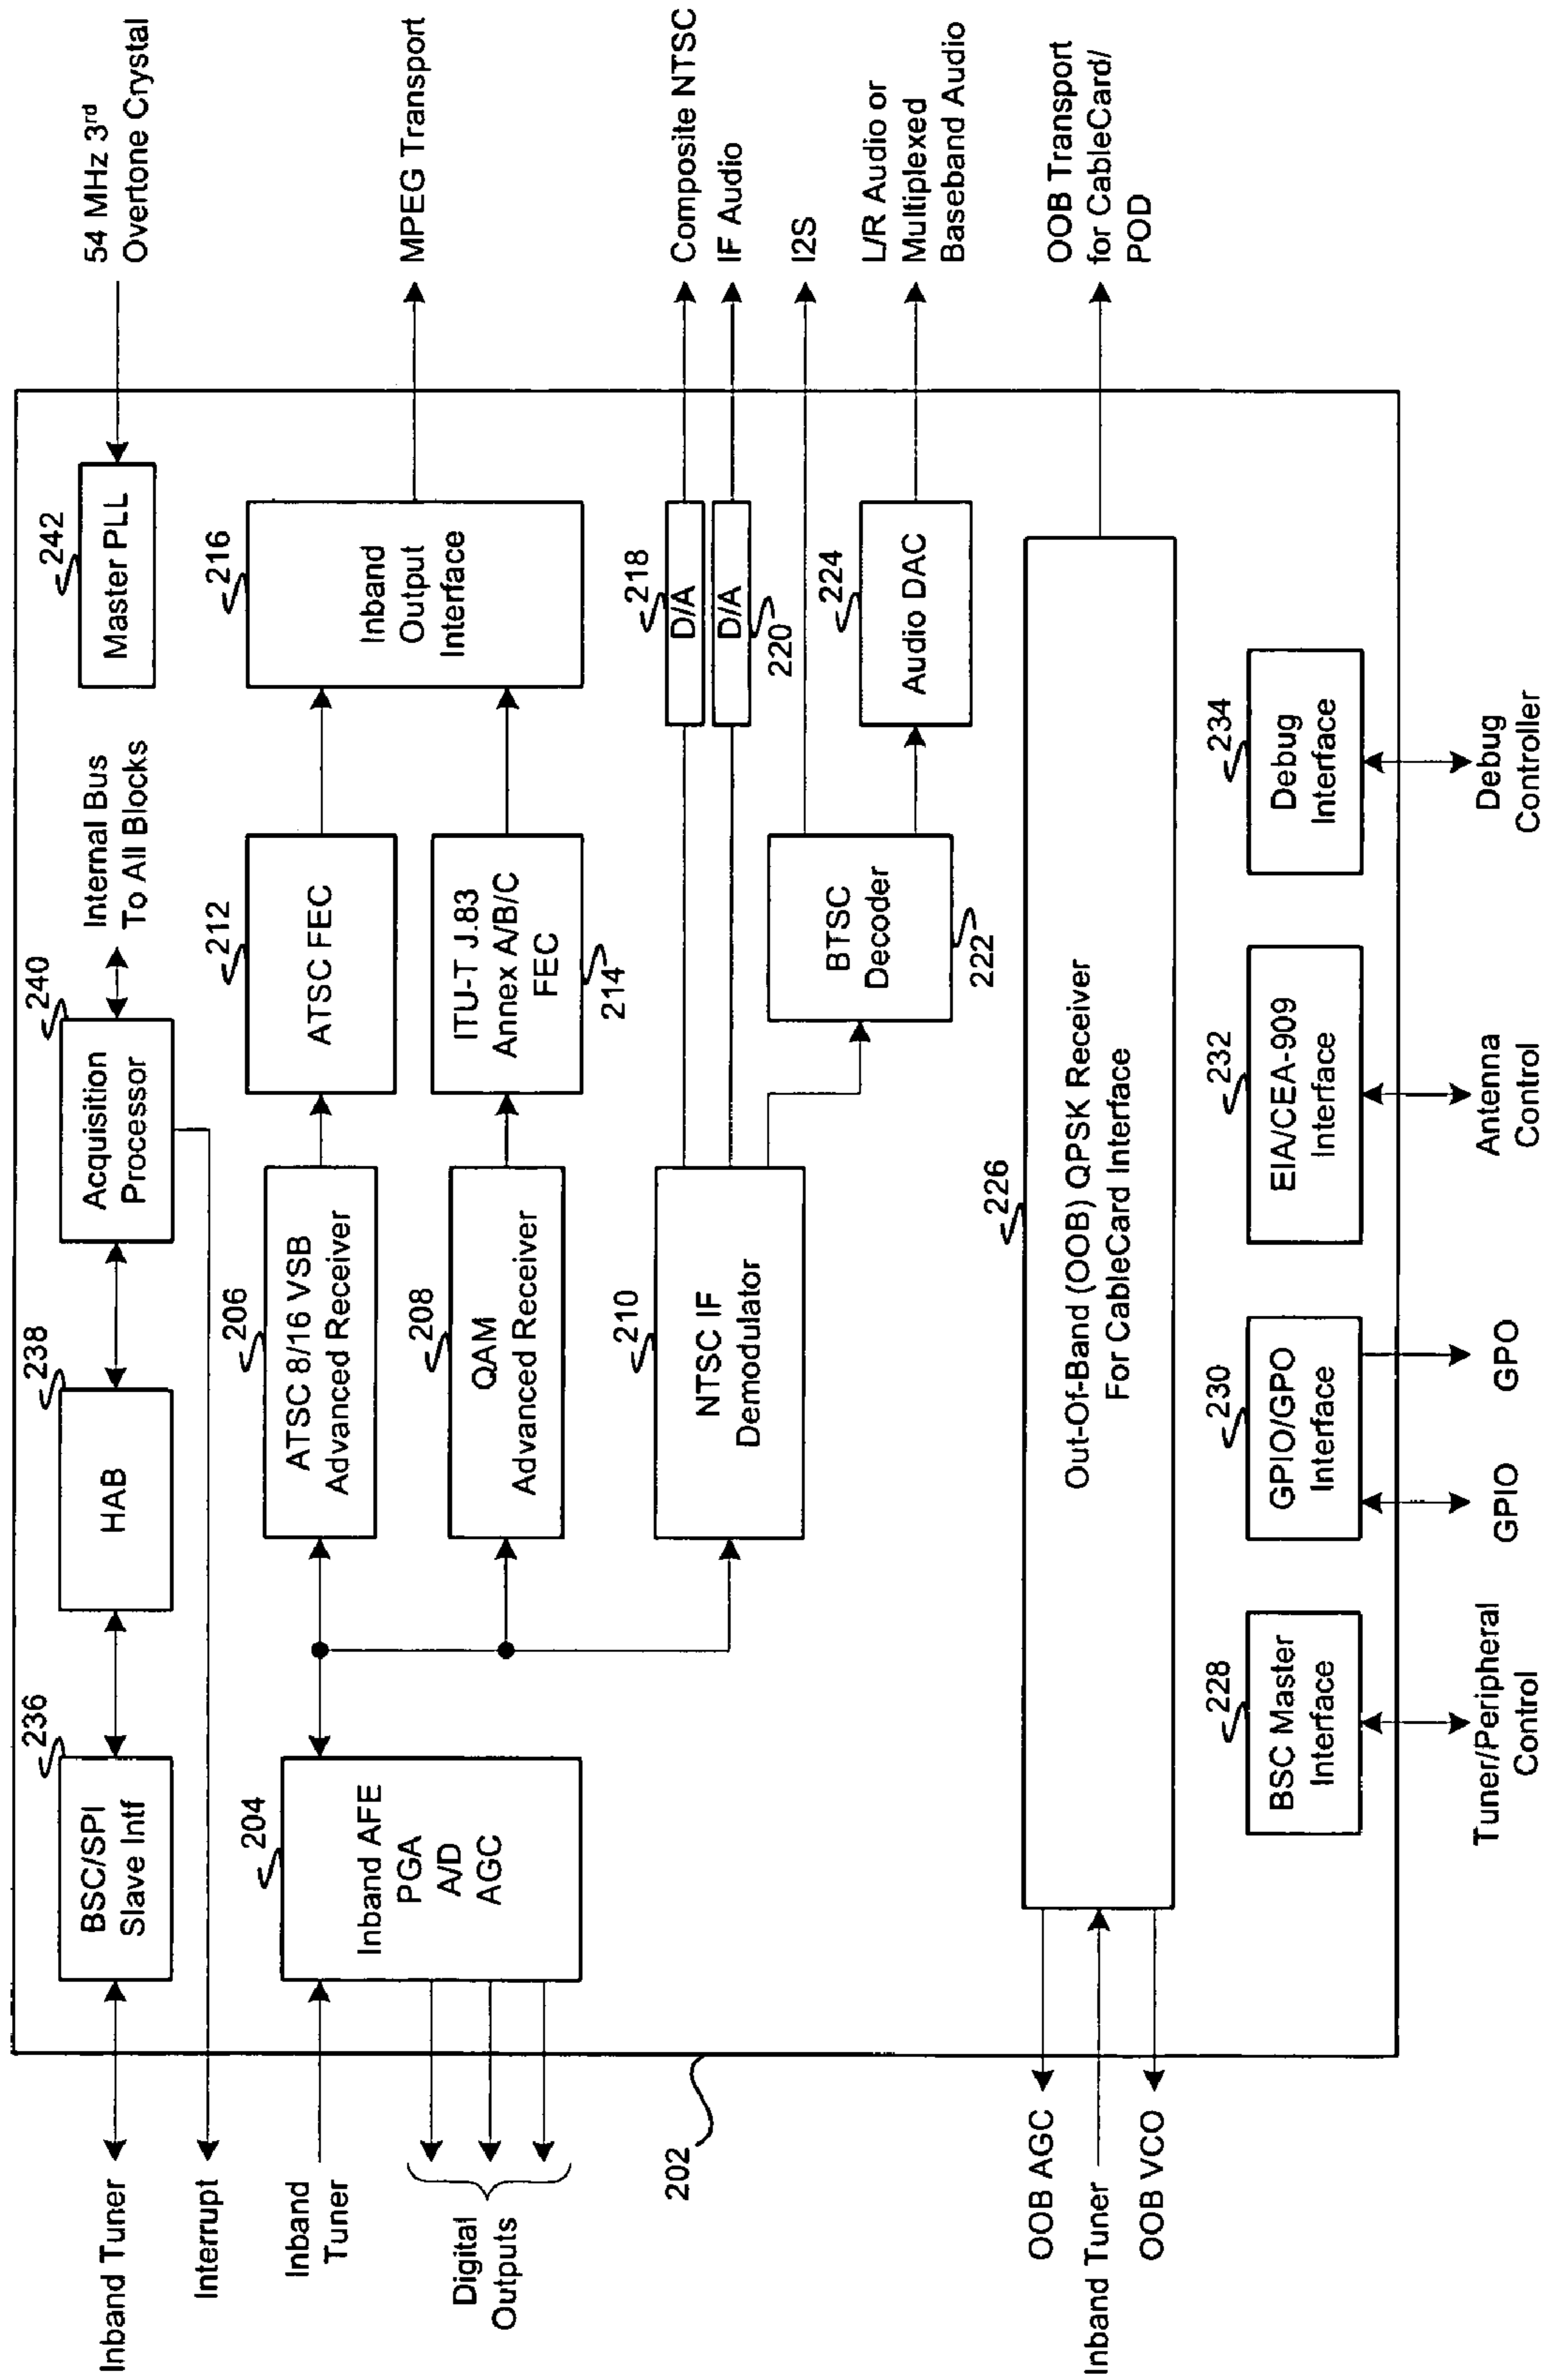 Inband Tuner
236
BSC/SPI
Slave Intf
238
HAB
240
Acquisition
Processor
Internal Bus
To All Blocks
242
Master PLL
54 MHz 3rd
Overtone Crystal
Interrupt
Inband
Tuner
204
Inband AFE
PGA
A/D
AGC
Digital
Outputs
206
ATSC 8/16 VSB
Advanced Receiver
212
ATSC FEC
216
Inband
Output
Interface
MPEG Transport
208
QAM
Advanced Receiver
ITU-T J.83
Annex A/B/C
FEC
214
202
210
NTSC IF
Demodulator
218
D/A
Composite NTSC
D/A
220
IF Audio
I2S
BTSC
Decoder
222
224
Audio DAC
L/R Audio or
Multiplexed
Baseband Audio
OOB AGC
Inband Tuner
OOB VCO
226
Out-Of-Band (OOB) QPSK Receiver
For CableCard Interface
OOB Transport
for CableCard/
POD
228
BSC Master
Interface
Tuner/Peripheral
Control
230
GPIO/GPO
Interface
GPIO
GPO
232
EIA/CEA-909
Interface
Antenna
Control
234
Debug
Interface
Debug
Controller